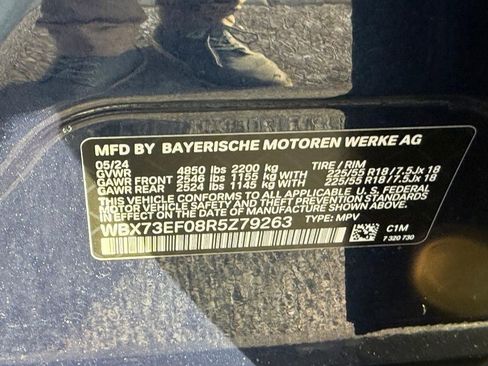 MFD BY BAYERISCHE MOTOREN WERKE AG
05/24 TIRE / RIM
GVWR 4850 lbs 2200 kg
GAWR FRONT 2546 lbs 1155 kg 225/55 R18 / 7.5Jx 18
GAWR REAR 2524 lbs 1145 kg 225/55 R18 / 7.5Jx 18
THIS VEHICLE CONFORMS TO ALL APPLICABLE U.S. FEDERAL
MOTOR VEHICLE SAFETY, BUMPER, AND THEFT PREVENTION
STANDARDS IN EFFECT ON THE DATE OF MANUFACTURE SHOWN ABOVE.
WBX73EF08R5Z79263 TYPE: MPV
C1M
7 320 730